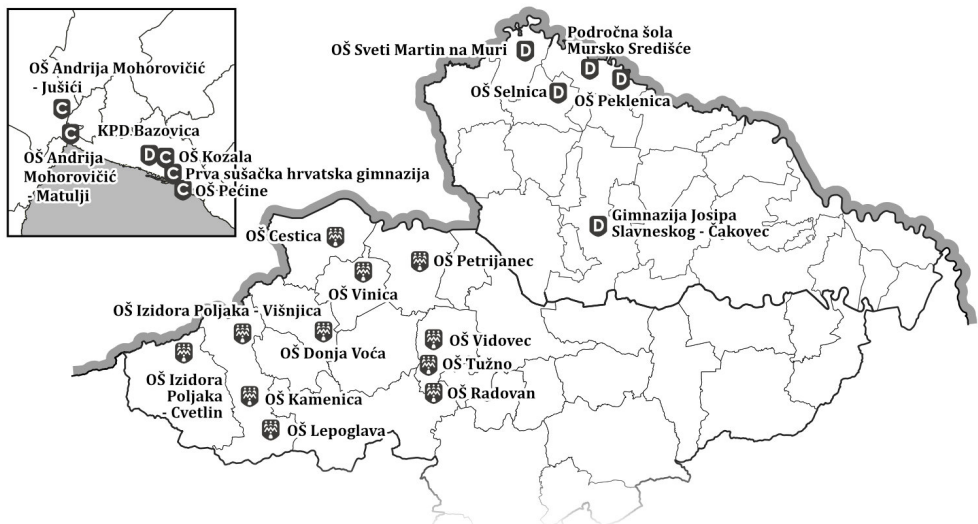 OŠ Andrija Mohorovičić
- Jušići
C
C
KPD Bazovica
D
C
OŠ Kozala
OŠ Andrija
Mohorovičić
- Matulji
C
Prva sušačka hrvatska gimnazija
C
OŠ Pećine
OŠ Sveti Martin na Muri
D
Področna šola
Mursko Središće
D
D
OŠ Selnica
D
OŠ Peklenica
D
Gimnazija Josipa
Slavneskog - Čakovec
OŠ Cestica
OŠ Petrijanec
OŠ Vinica
OŠ Izidora Poljaka - Višnjica
OŠ Donja Voća
OŠ Vidovec
OŠ Tužno
OŠ Radovan
OŠ Izidora
Poljaka
- Cvetlin
OŠ Kamenica
OŠ Lepoglava